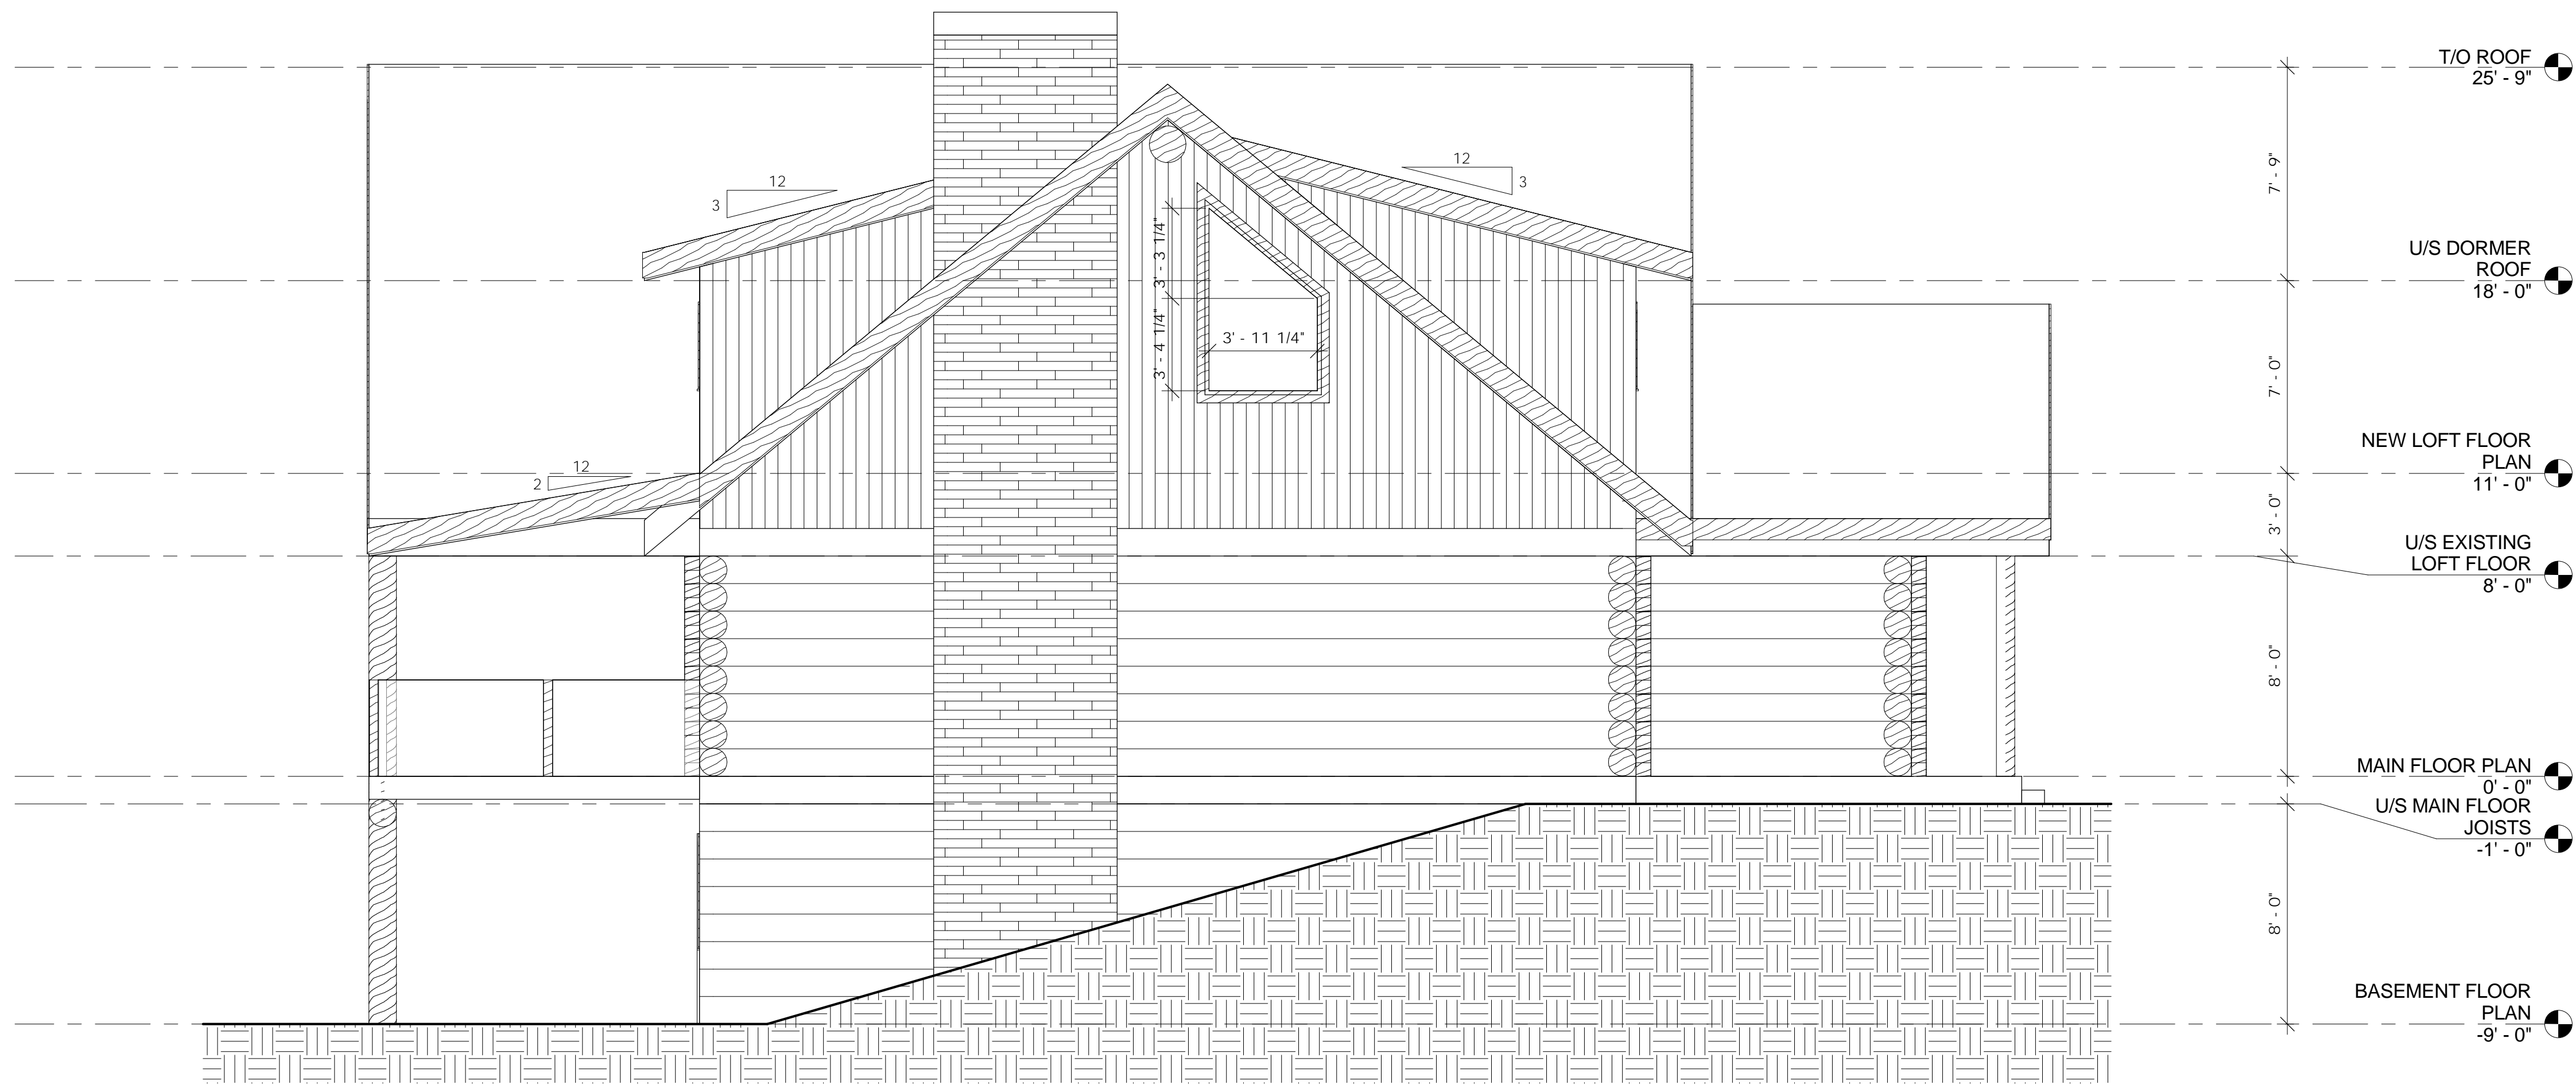 T/O ROOF
25' - 9"
7' - 9"
12
3
12
3
3' - 3 1/4"
U/S DORMER
ROOF
18' - 0"
3' - 4 1/4"
3' - 11 1/4"
7' - 0"
NEW LOFT FLOOR
PLAN
11' - 0"
12
2
3' - 0"
U/S EXISTING
LOFT FLOOR
8' - 0"
8' - 0"
MAIN FLOOR PLAN
0' - 0"
U/S MAIN FLOOR
JOISTS
-1' - 0"
8' - 0"
BASEMENT FLOOR
PLAN
-9' - 0"